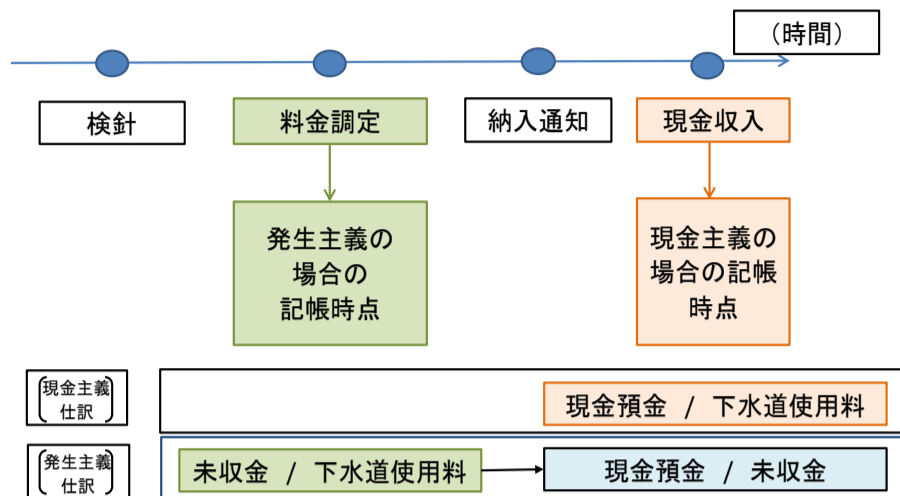 （時間）
検針
料金調定
納入通知
現金収入
発生主義の
場合の
記帳時点
現金主義の
場合の記帳
時点
現金主義
仕訳
現金預金 / 下水道使用料
発生主義
仕訳
未収金 / 下水道使用料
現金預金 / 未収金